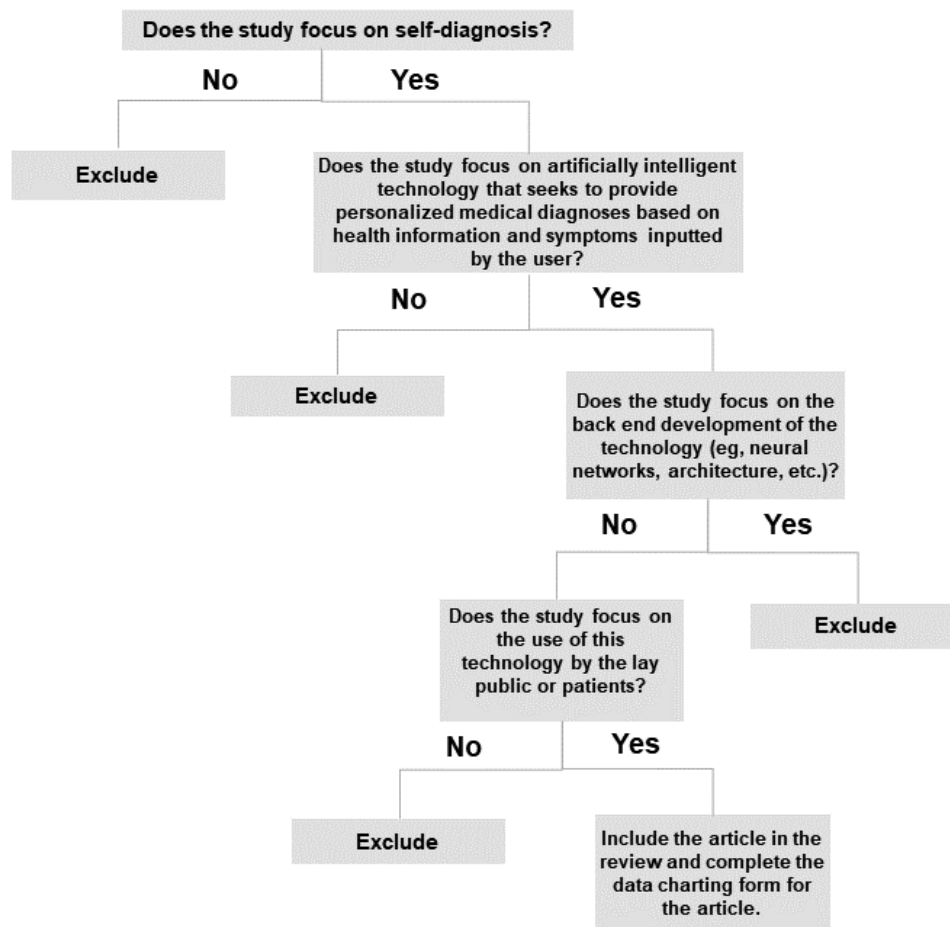 Does the study focus on self-diagnosis?
No
Yes
Exclude
Does the study focus on artificially intelligent
technology that seeks to provide
personalized medical diagnoses based on
health information and symptoms inputted
by the user?
No
Yes
Exclude
Does the study focus on the
back end development of the
technology (eg, neural
networks, architecture, etc.)?
No
Yes
Does the study focus on
the use of this
technology by the lay
public or patients?
Exclude
No
Yes
Exclude
Include the article in the
review and complete the
data charting form for
the article.